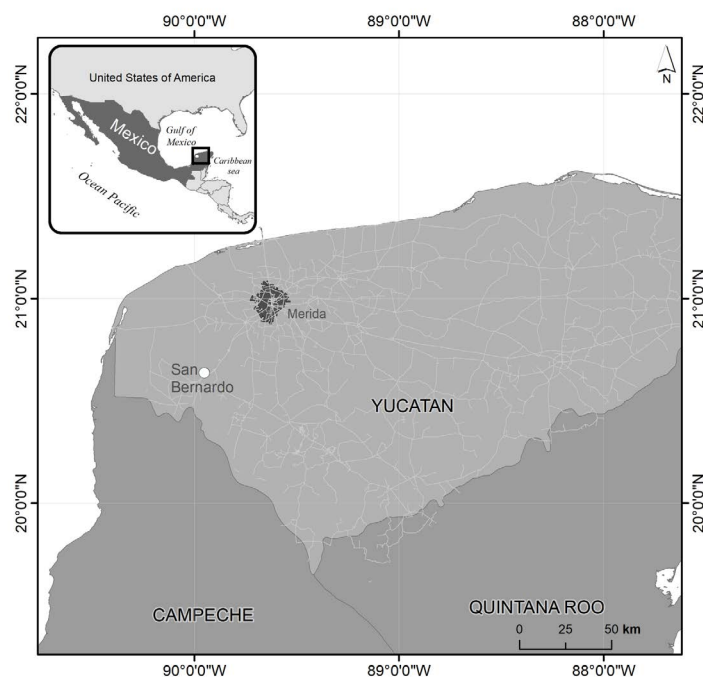 90°0'0"W
89°0'0"W
88°0'0"W
22°0'0"N
21°0'0"N
20°0'0"N
United States of America
Mexico
Gulf of
Mexico
Caribbean
sea
Ocean Pacific
N
22°0'0"N
21°0'0"N
20°0'0"N
Merida
San
Bernardo
YUCATAN
CAMPECHE
QUINTANA ROO
0 25 50 km
90°0'0"W
89°0'0"W
88°0'0"W